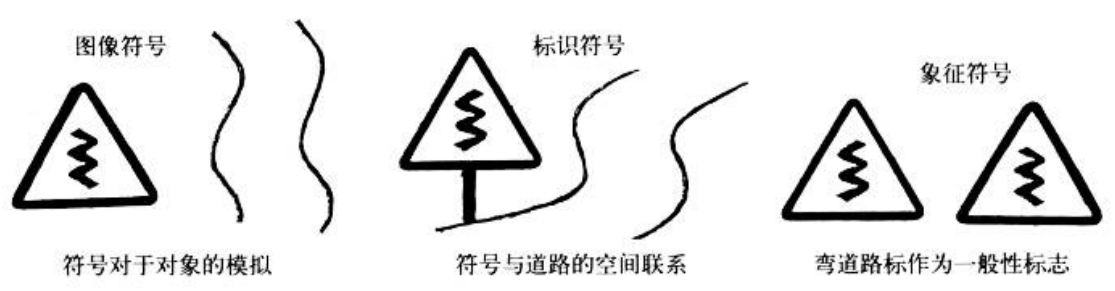 图像符号
标识符号
象征符号
符号对于对象的模拟
符号与道路的空间联系
弯道路标作为一般性标志